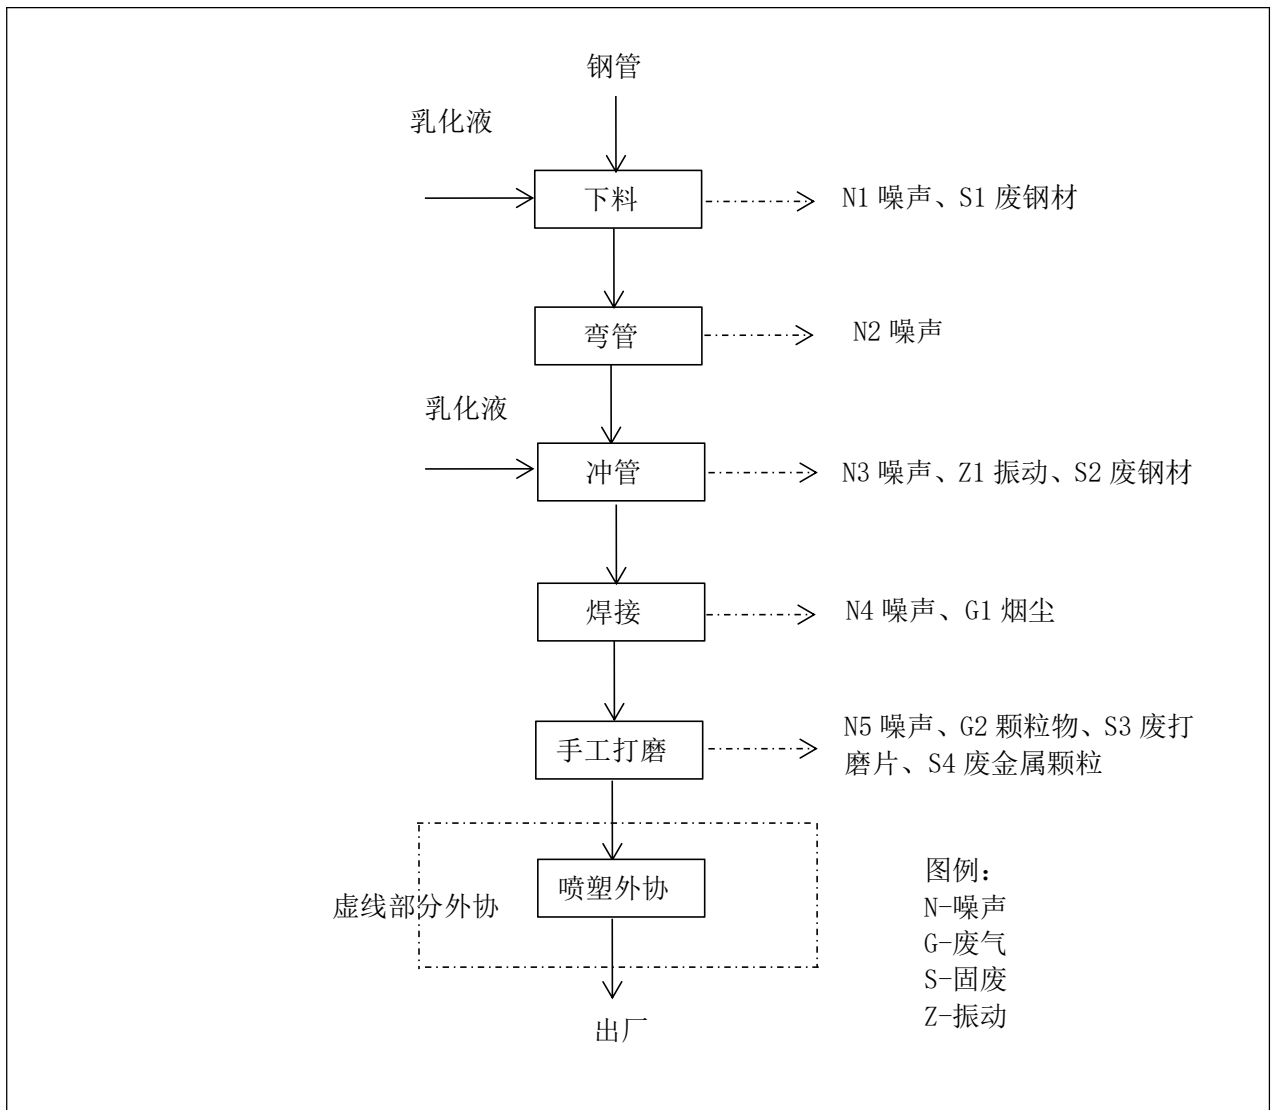 钢管
乳化液
下料
N1 噪声、S1 废钢材
弯管
N2 噪声
乳化液
冲管
N3 噪声、Z1 振动、S2 废钢材
焊接
N4 噪声、G1 烟尘
手工打磨
N5 噪声、G2 颗粒物、S3 废打
磨片、S4 废金属颗粒
喷塑外协
虚线部分外协
图例：
N-噪声
G-废气
S-固废
Z-振动
出厂